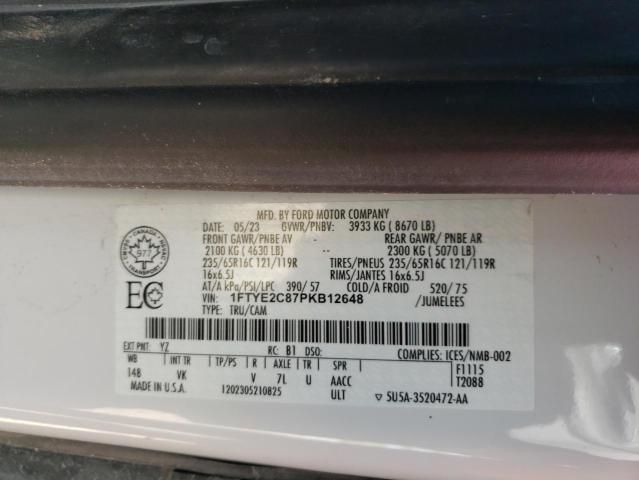 MFD. BY FORD MOTOR COMPANY
DATE: 05/23 GVWR/PNBV: 3933 KG ( 8670 LB)
FRONT GAWR/PNBE AV REAR GAWR/ PNBE AR
2100 KG ( 4630 LB) 2300 KG ( 5070 LB)
235/65R16C 121/119R TIRES/PNEUS 235/65R16C 121/119R
16x6.5J RIMS/JANTES 16x6.5J
AT/A kPa/PSI/LPC 390/ 57 COLD/A FROID 520/ 75
VIN: 1FTYE2C87PKB12648 /JUMELEES
TYPE: TRU/CAM
CANADA
977
TRANSPORT
EC
EXT PNT: YZ RC: B1 DSO: COMPLIES: ICES/NMB-002
WB INT TR TP/PS R AXLE TR SPR F1115
148 VK V 7L U AACC T2088
MADE IN U.S.A. 1202305210825 ULT 5U5A-3520472-AA